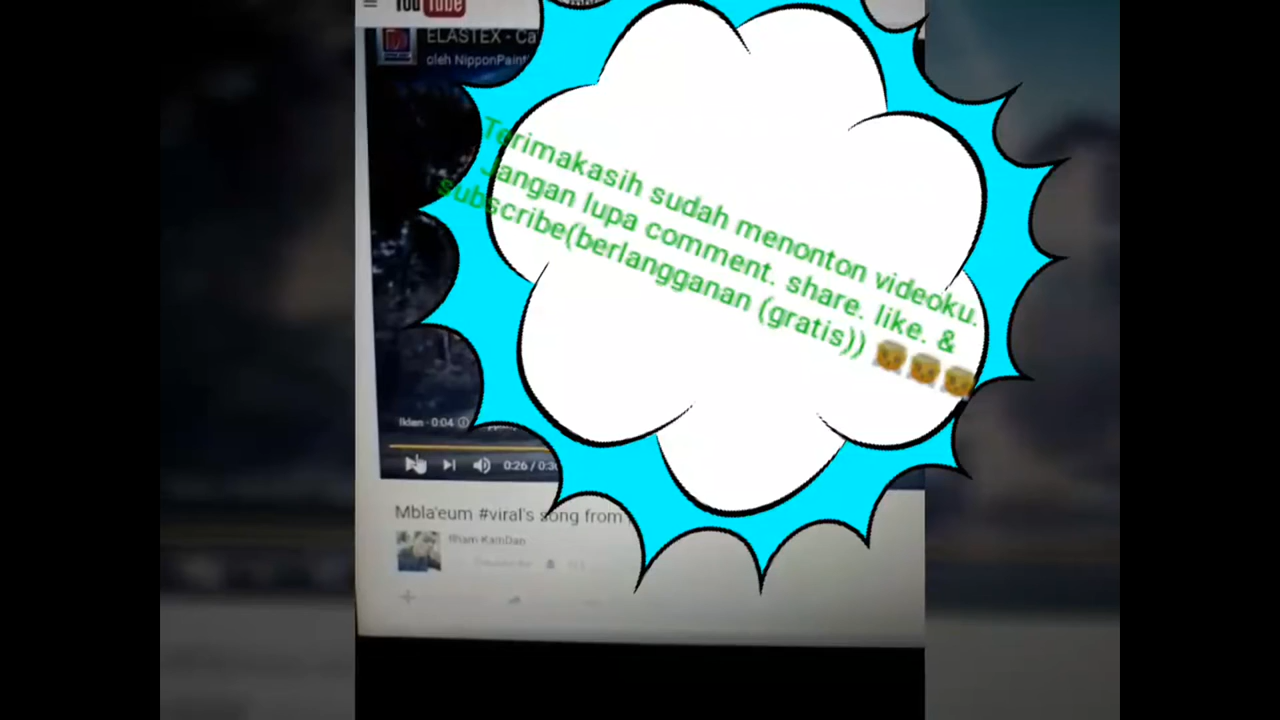 YouTube
ELASTEX - Ca
oleh NipponPaint
Terimakasih sudah menonton videoku.
Jangan lupa comment. share. like. &
subscribe(berlangganan (gratis))
Iklan · 0:04
0:26 / 0:3
Mbla'eum #viral's song from
Ilham KamDan